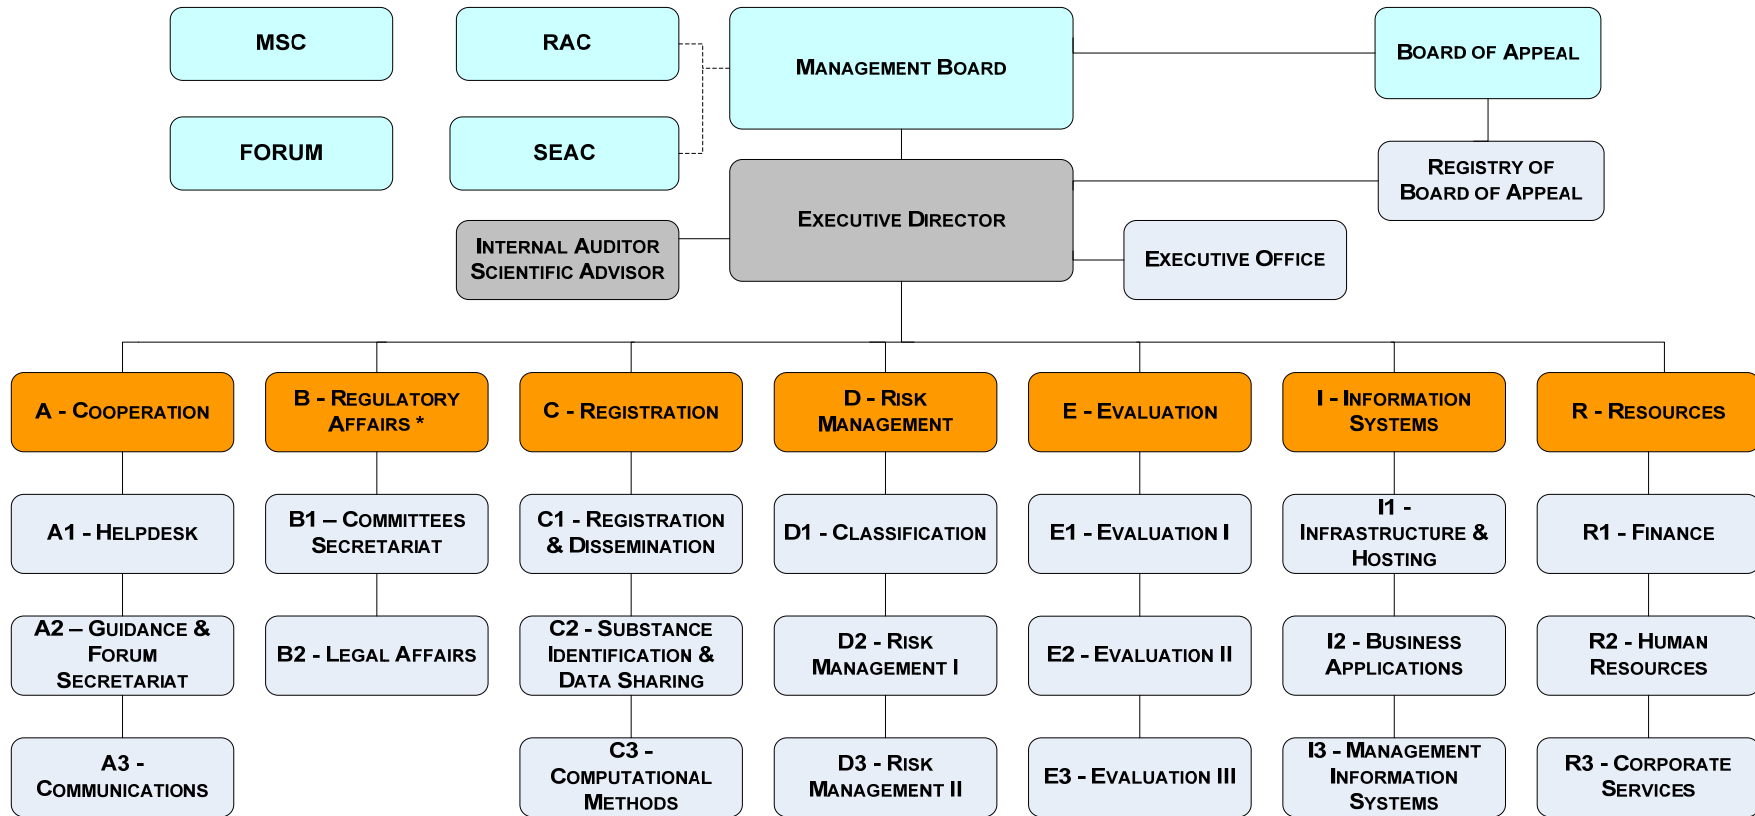 MSC
RAC
MANAGEMENT BOARD
BOARD OF APPEAL
FORUM
SEAC
REGISTRY OF
BOARD OF APPEAL
EXECUTIVE DIRECTOR
INTERNAL AUDITOR
SCIENTIFIC ADVISOR
EXECUTIVE OFFICE
A - COOPERATION
B - REGULATORY
AFFAIRS *
C - REGISTRATION
D - RISK
MANAGEMENT
E - EVALUATION
I - INFORMATION
SYSTEMS
R - RESOURCES
A1 - HELPDESK
B1 – COMMITTEES
SECRETARIAT
C1 - REGISTRATION
& DISSEMINATION
D1 - CLASSIFICATION
E1 - EVALUATION I
I1 -
INFRASTRUCTURE &
HOSTING
R1 - FINANCE
A2 – GUIDANCE &
FORUM
SECRETARIAT
B2 - LEGAL AFFAIRS
C2 - SUBSTANCE
IDENTIFICATION &
DATA SHARING
D2 - RISK
MANAGEMENT I
E2 - EVALUATION II
I2 - BUSINESS
APPLICATIONS
R2 - HUMAN
RESOURCES
A3 -
COMMUNICATIONS
C3 -
COMPUTATIONAL
METHODS
D3 - RISK
MANAGEMENT II
E3 - EVALUATION III
I3 - MANAGEMENT
INFORMATION
SYSTEMS
R3 - CORPORATE
SERVICES